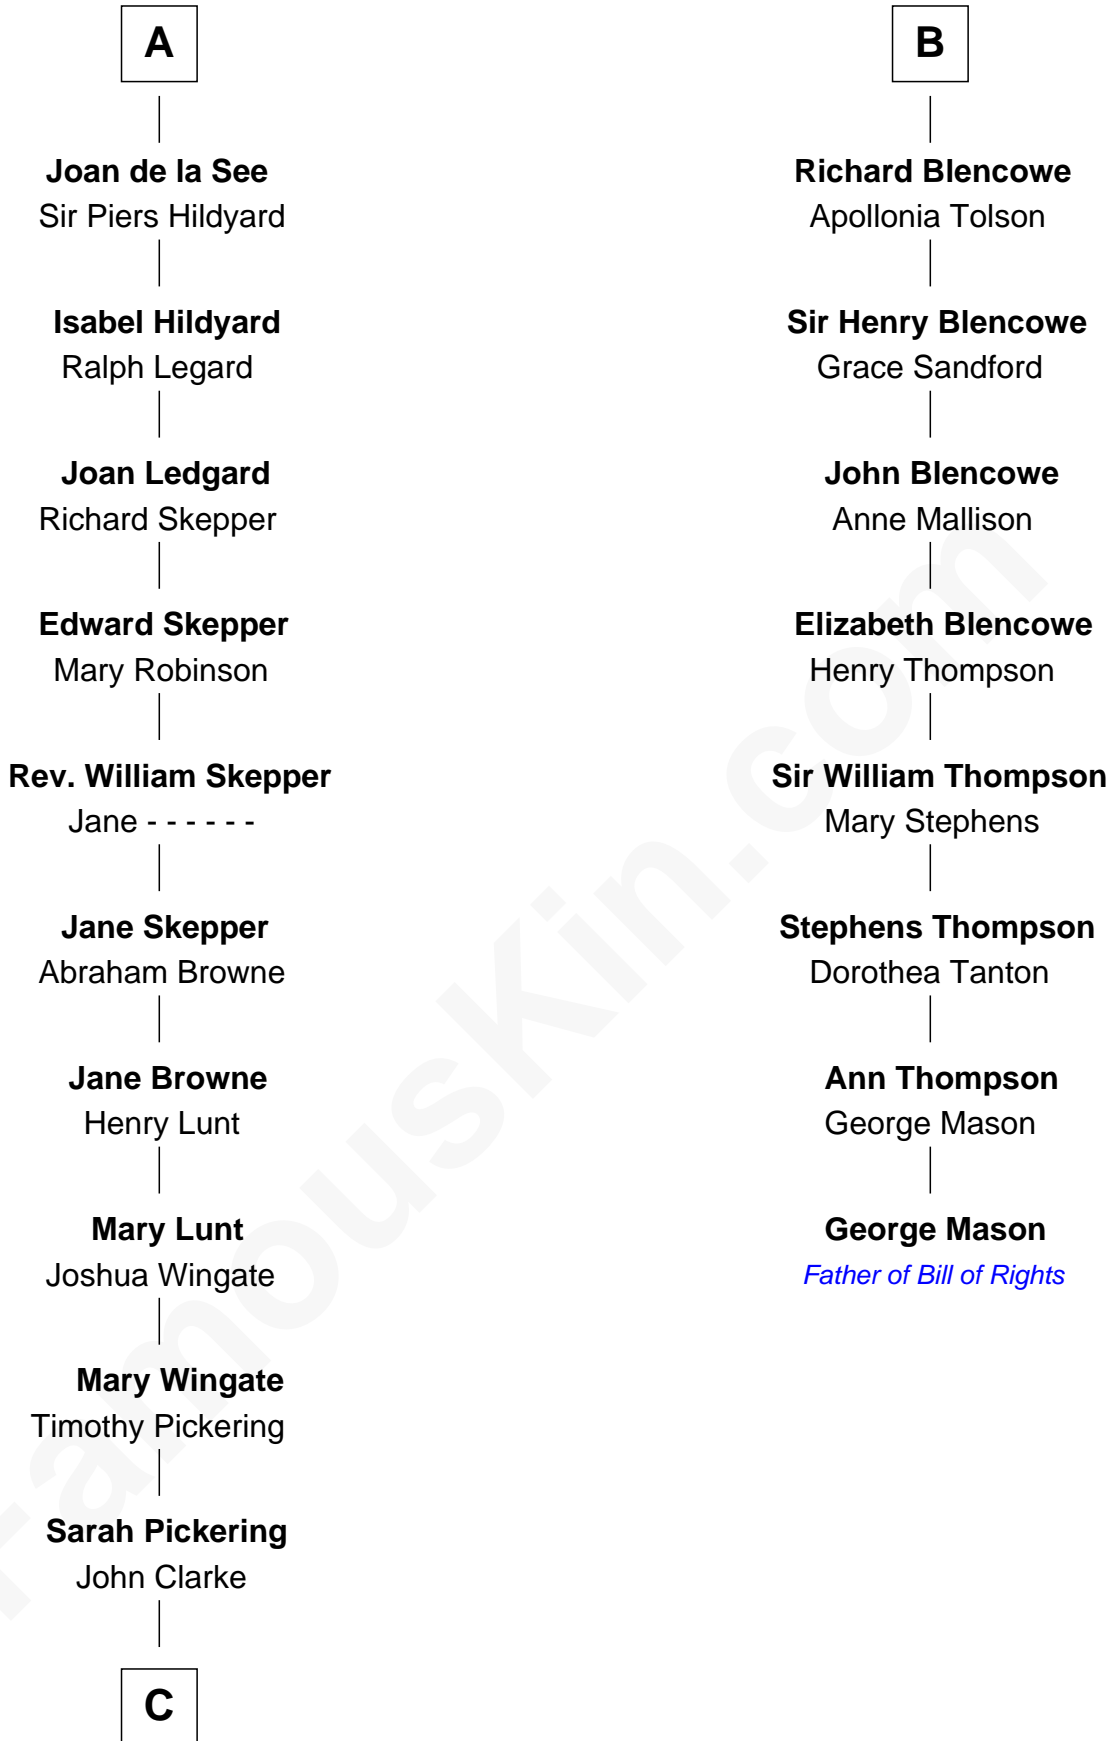 A
Joan de la See
Sir Piers Hildyard
Isabel Hildyard
Ralph Legard
Joan Ledgard
Richard Skepper
Edward Skepper
Mary Robinson
Rev. William Skepper
Jane - - - - - -
Jane Skepper
Abraham Browne
Jane Browne
Henry Lunt
Mary Lunt
Joshua Wingate
Mary Wingate
Timothy Pickering
Sarah Pickering
John Clarke
C
B
Richard Blencowe
Apollonia Tolson
Sir Henry Blencowe
Grace Sandford
John Blencowe
Anne Mallison
Elizabeth Blencowe
Henry Thompson
Sir William Thompson
Mary Stephens
Stephens Thompson
Dorothea Tanton
Ann Thompson
George Mason
George Mason
Father of Bill of Rights
FamousKin.com